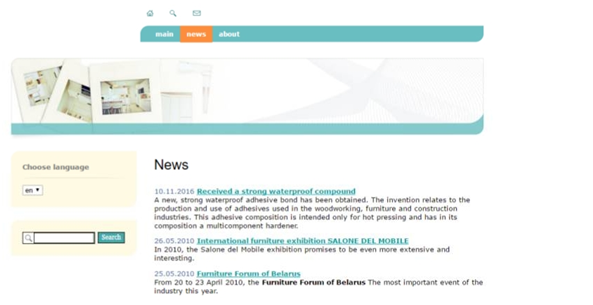 main news about
Choose language
News
en
10.11.2016 Received a strong waterproof compound
A new, strong waterproof adhesive bond has been obtained. The invention relates to the
production and use of adhesives used in the woodworking, furniture and construction
industries. This adhesive composition is intended only for hot pressing and has in its
composition a multicomponent hardener.
Search
26.05.2010 International furniture exhibition SALONE DEL MOBILE
In 2010, the Salone del Mobile exhibition promises to be even more extensive and
interesting.
25.05.2010 Furniture Forum of Belarus
From 20 to 23 April 2010, the Furniture Forum of Belarus The most important event of the
industry this year.